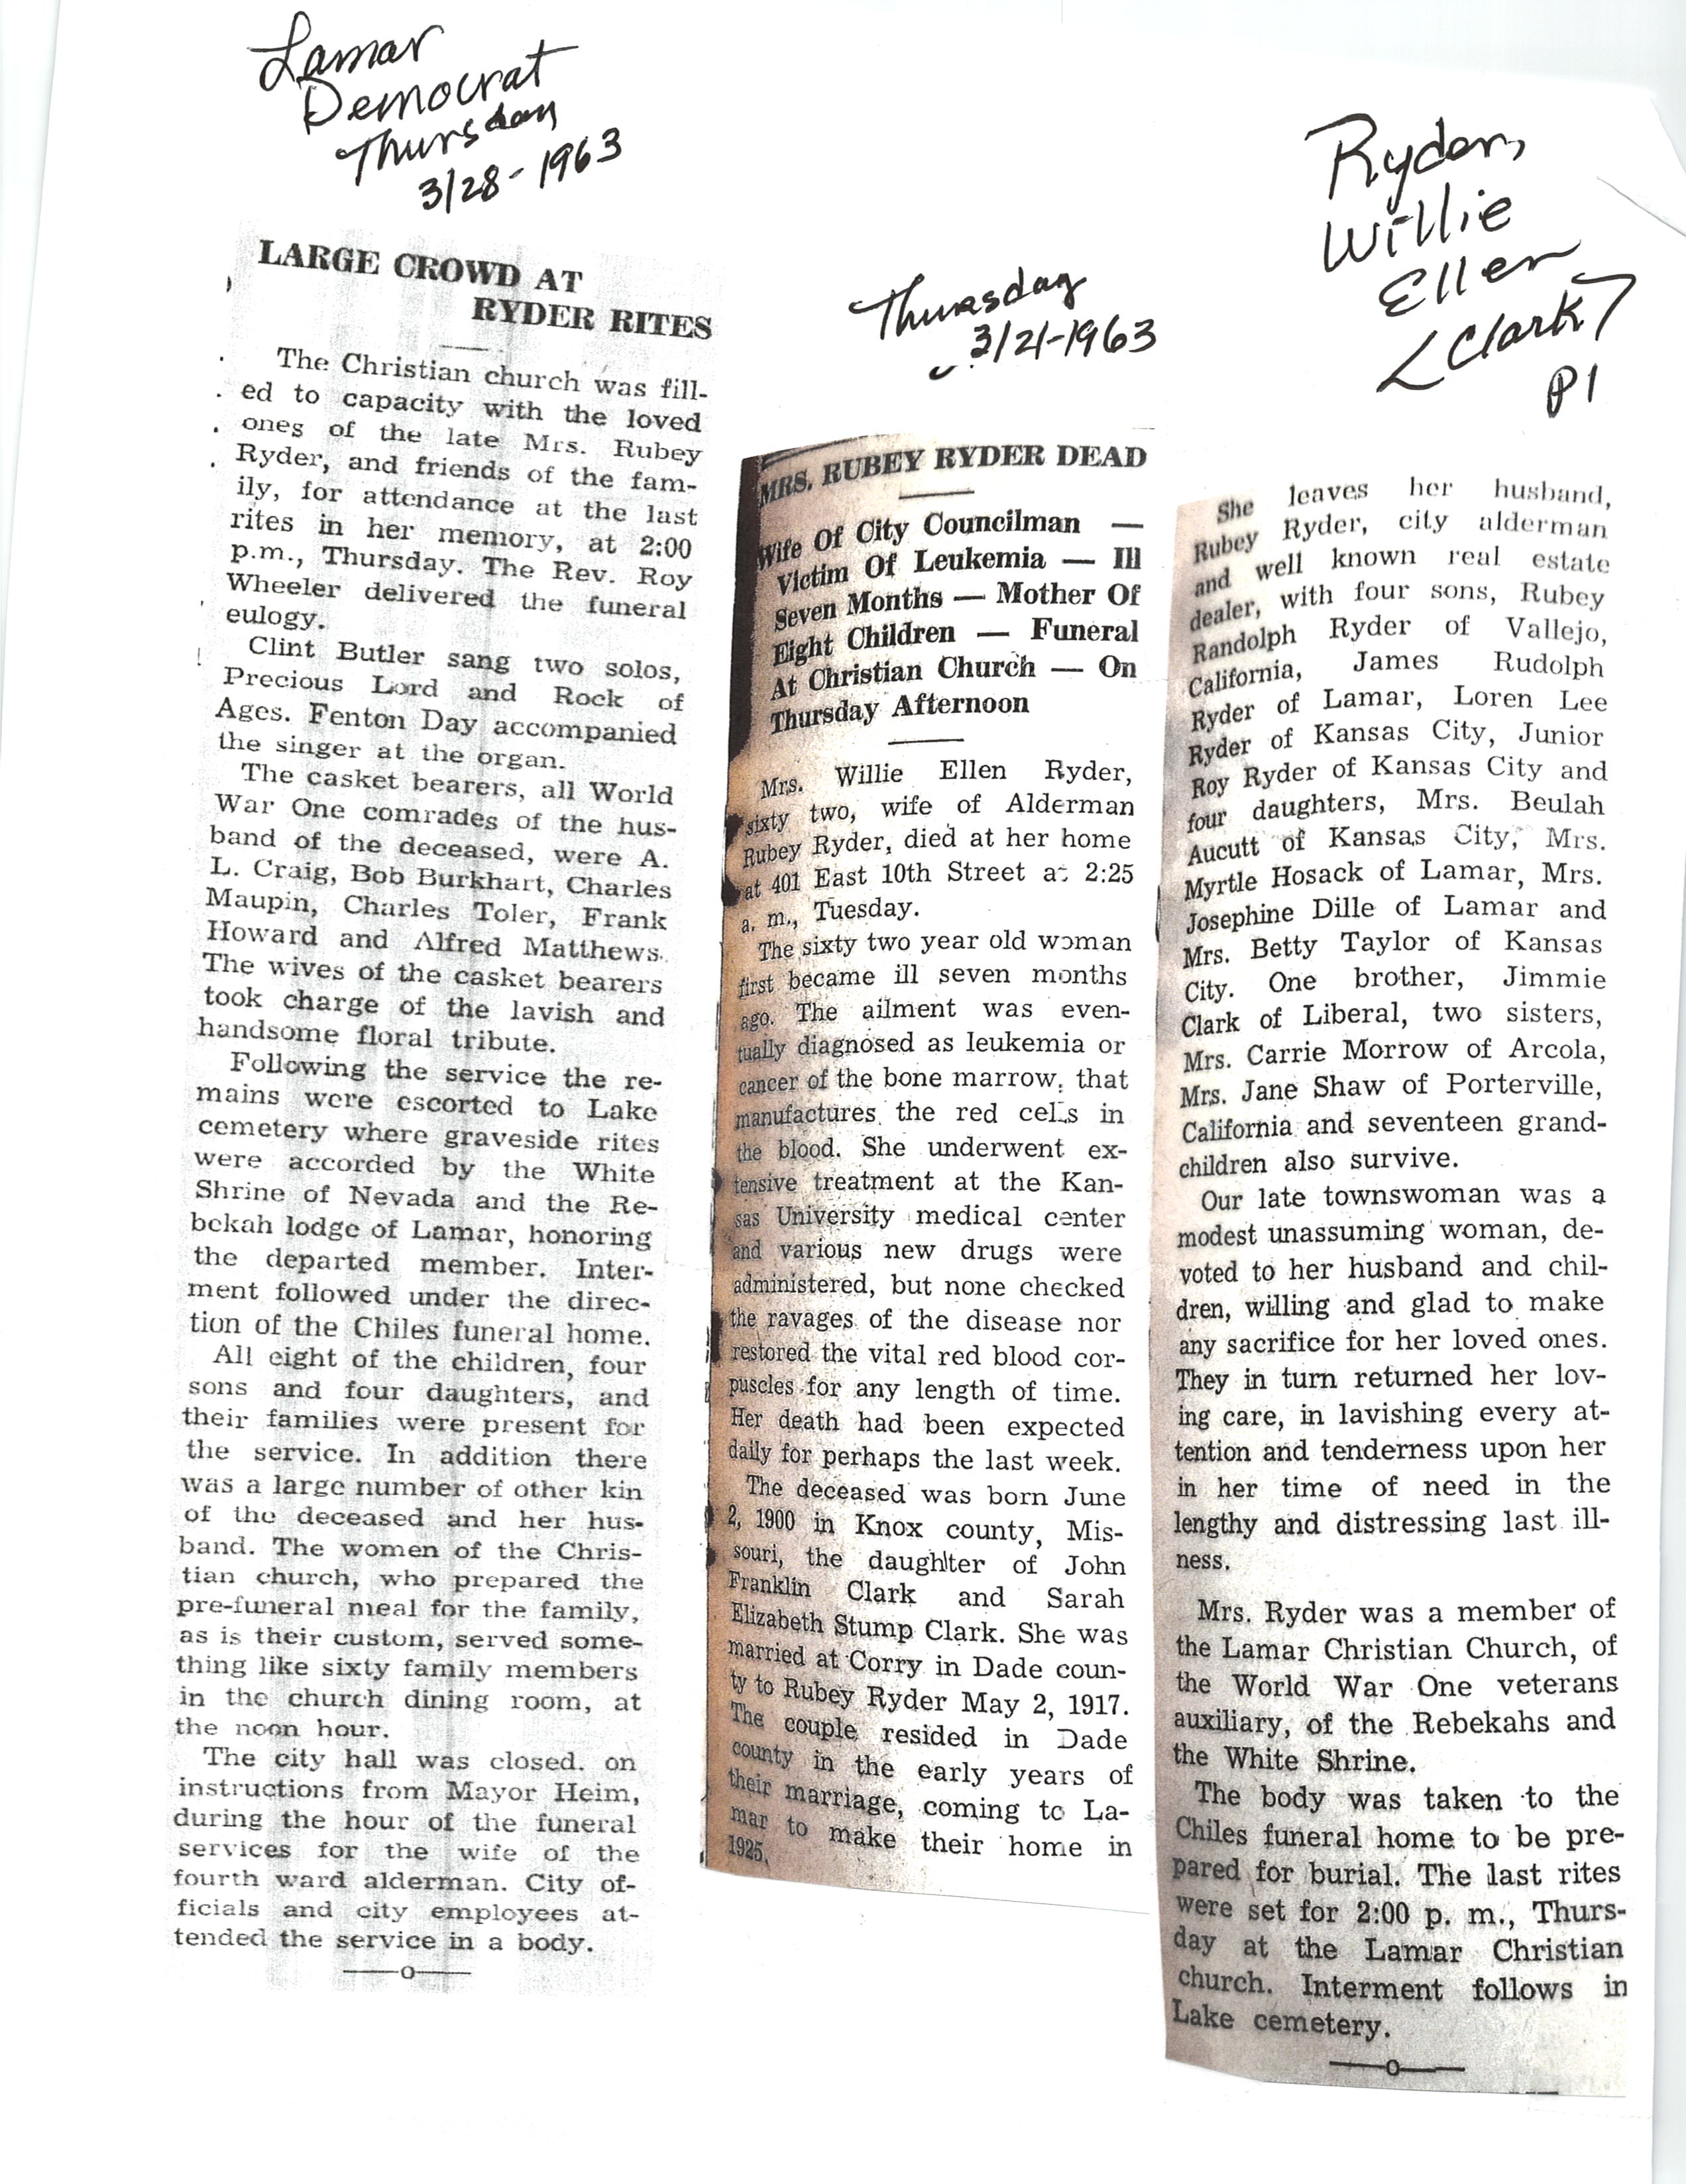 Lamar
Democrat
Thursday
3/28-1963
LARGE CROWD AT
RYDER RITES
The Christian church was fill-
ed to capacity with the loved
ones of the late Mrs. Rubey
Ryder, and friends of the fam-
ily, for attendance at the last
rites in her memory, at 2:00
p.m., Thursday. The Rev. Roy
Wheeler delivered the funeral
eulogy.
Clint Butler sang two solos,
Precious Lord and Rock of
Ages. Fenton Day accompanied
the singer at the organ.
The casket bearers, all World
War One comrades of the hus-
band of the deceased, were A.
L. Craig, Bob Burkhart, Charles
Maupin, Charles Toler, Frank
Howard and Alfred Matthews.
The wives of the casket bearers
took charge of the lavish and
handsome floral tribute.
Following the service the re-
mains were escorted to Lake
cemetery where graveside rites
were accorded by the White
Shrine of Nevada and the Re-
bekah lodge of Lamar, honoring
the departed member. Inter-
ment followed under the direc-
tion of the Chiles funeral home.
All eight of the children, four
sons and four daughters, and
their families were present for
the service. In addition there
was a large number of other kin
of the deceased and her hus-
band. The women of the Chris-
tian church, who prepared the
pre-funeral meal for the family,
as is their custom, served some-
thing like sixty family members
in the church dining room, at
the noon hour.
The city hall was closed. on
instructions from Mayor Heim,
during the hour of the funeral
services for the wife of the
fourth ward alderman. City of-
ficials and city employees at-
tended the service in a body.
Thursday
3/21-1963
MRS. RUBEY RYDER DEAD
Wife Of City Councilman —
Victim Of Leukemia — Ill
Seven Months — Mother Of
Eight Children — Funeral
At Christian Church — On
Thursday Afternoon
Mrs. Willie Ellen Ryder,
sixty two, wife of Alderman
Rubey Ryder, died at her home
at 401 East 10th Street at 2:25
a. m., Tuesday.
The sixty two year old woman
first became ill seven months
ago. The ailment was even-
tually diagnosed as leukemia or
cancer of the bone marrow, that
manufactures the red cells in
the blood. She underwent ex-
tensive treatment at the Kan-
sas University medical center
and various new drugs were
administered, but none checked
the ravages of the disease nor
restored the vital red blood cor-
puscles for any length of time.
Her death had been expected
daily for perhaps the last week.
The deceased was born June
2, 1900 in Knox county, Mis-
souri, the daughter of John
Franklin Clark and Sarah
Elizabeth Stump Clark. She was
married at Corry in Dade coun-
ty to Rubey Ryder May 2, 1917.
The couple resided in Dade
county in the early years of
their marriage, coming to La-
mar to make their home in
1925.
Ryder,
Willie
Ellen
<Clark>
P1
She leaves her husband,
Rubey Ryder, city alderman
and well known real estate
dealer, with four sons, Rubey
Randolph Ryder of Vallejo,
California, James Rudolph
Ryder of Lamar, Loren Lee
Ryder of Kansas City, Junior
Roy Ryder of Kansas City and
four daughters, Mrs. Beulah
Aucutt of Kansas City, Mrs.
Myrtle Hosack of Lamar, Mrs.
Josephine Dille of Lamar and
Mrs. Betty Taylor of Kansas
City. One brother, Jimmie
Clark of Liberal, two sisters,
Mrs. Carrie Morrow of Arcola,
Mrs. Jane Shaw of Porterville,
California and seventeen grand-
children also survive.
Our late townswoman was a
modest unassuming woman, de-
voted to her husband and chil-
dren, willing and glad to make
any sacrifice for her loved ones.
They in turn returned her lov-
ing care, in lavishing every at-
tention and tenderness upon her
in her time of need in the
lengthy and distressing last ill-
ness.
Mrs. Ryder was a member of
the Lamar Christian Church, of
the World War One veterans
auxiliary, of the Rebekahs and
the White Shrine.
The body was taken to the
Chiles funeral home to be pre-
pared for burial. The last rites
were set for 2:00 p. m., Thurs-
day at the Lamar Christian
church. Interment follows in
Lake cemetery.